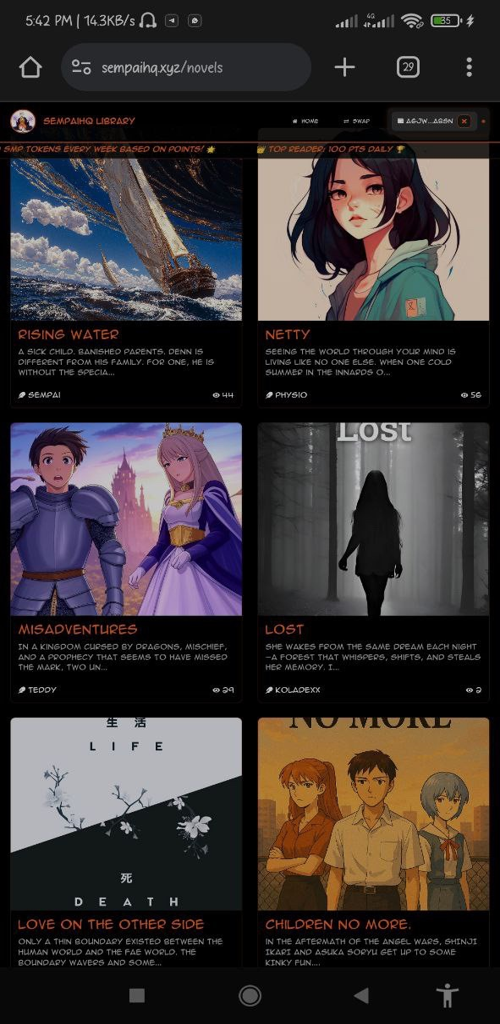 5:42 PM | 14.3KB/s
4G
85
sempaihq.xyz/novels
29
SEMPAIHQ LIBRARY
HOME
SWAP
AGJW...AGSN
SMP TOKENS EVERY WEEK BASED ON POINTS! 🌟
👑 TOP READER: 100 PTS DAILY 🏆
RISING WATER
A SICK CHILD. BANISHED PARENTS. DENN IS
DIFFERENT FROM HIS FAMILY. FOR ONE, HE IS
WITHOUT THE SPECIA...
SEMPAI
44
NETTY
SEEING THE WORLD THROUGH YOUR MIND IS
LIVING LIKE NO ONE ELSE. WHEN ONE COLD
SUMMER IN THE INNARDS O...
PHYSIO
56
MISADVENTURES
IN A KINGDOM CURSED BY DRAGONS, MISCHIEF,
AND A PROPHECY THAT SEEMS TO HAVE MISSED
THE MARK, TWO UN...
TEDDY
29
Lost
LOST
SHE WAKES FROM THE SAME DREAM EACH NIGHT
—A FOREST THAT WHISPERS, SHIFTS, AND STEALS
HER MEMORY. I...
KOLADEXX
2
生 活
LIFE
死
DEATH
LOVE ON THE OTHER SIDE
ONLY A THIN BOUNDARY EXISTED BETWEEN THE
HUMAN WORLD AND THE FAE WORLD. THE
BOUNDARY WAVERS AND SOME...
NO MORE
CHILDREN NO MORE.
IN THE AFTERMATH OF THE ANGEL WARS, SHINJI
IKARI AND ASUKA SORYU GET UP TO SOME
KINKY FUN....